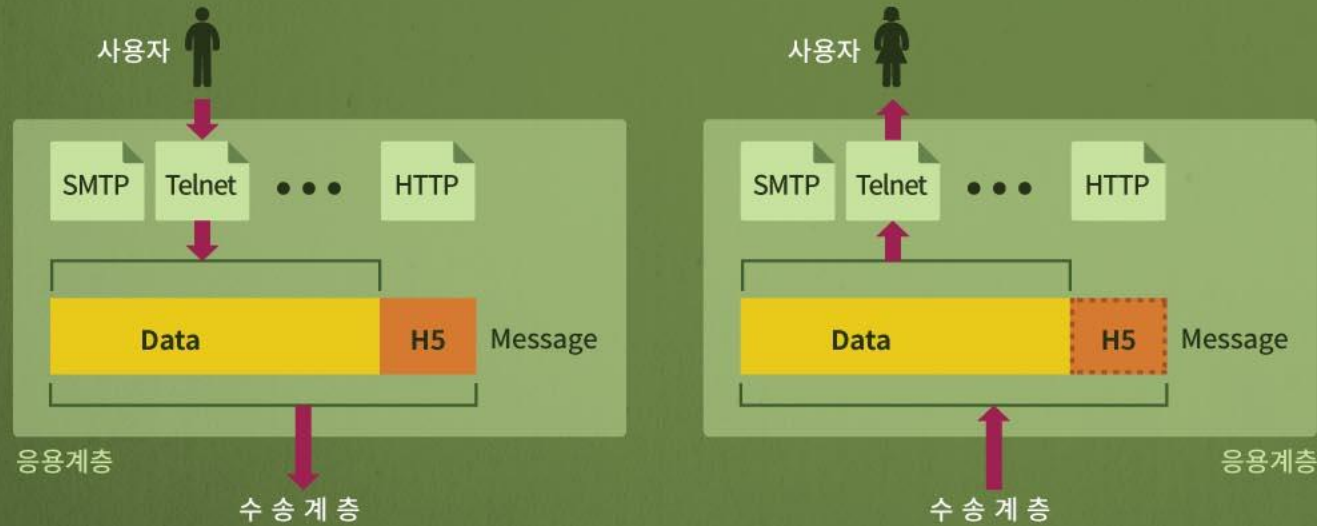 사용자
SMTP
Telnet
•••
HTTP
Data
H5
Message
응용계층
수 송 계 층
사용자
SMTP
Telnet
•••
HTTP
Data
H5
Message
응용계층
수 송 계 층